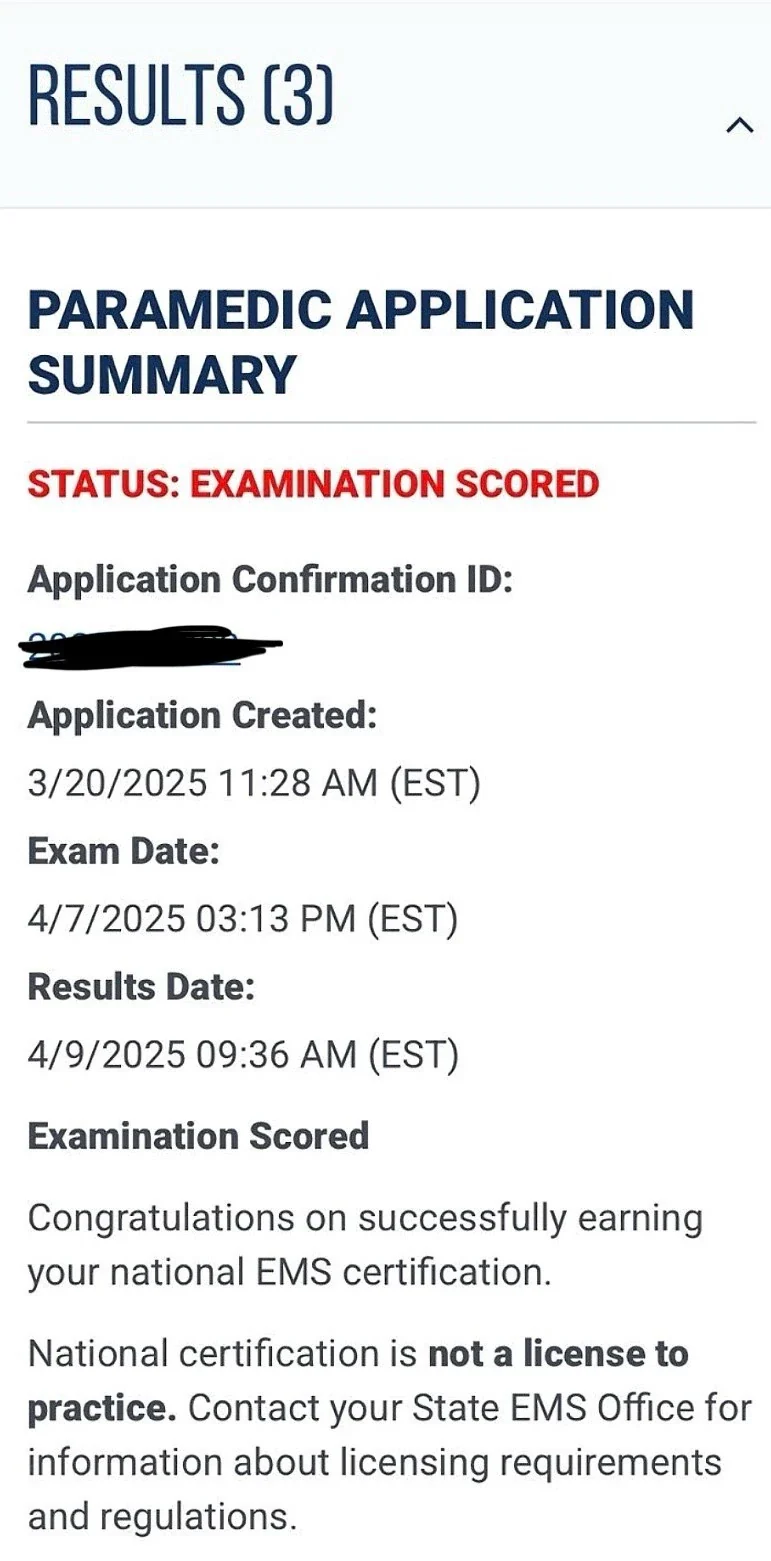 RESULTS (3)
PARAMEDIC APPLICATION
SUMMARY
STATUS: EXAMINATION SCORED
Application Confirmation ID:
Application Created:
3/20/2025 11:28 AM (EST)
Exam Date:
4/7/2025 03:13 PM (EST)
Results Date:
4/9/2025 09:36 AM (EST)
Examination Scored
Congratulations on successfully earning
your national EMS certification.
National certification is not a license to
practice. Contact your State EMS Office for
information about licensing requirements
and regulations.